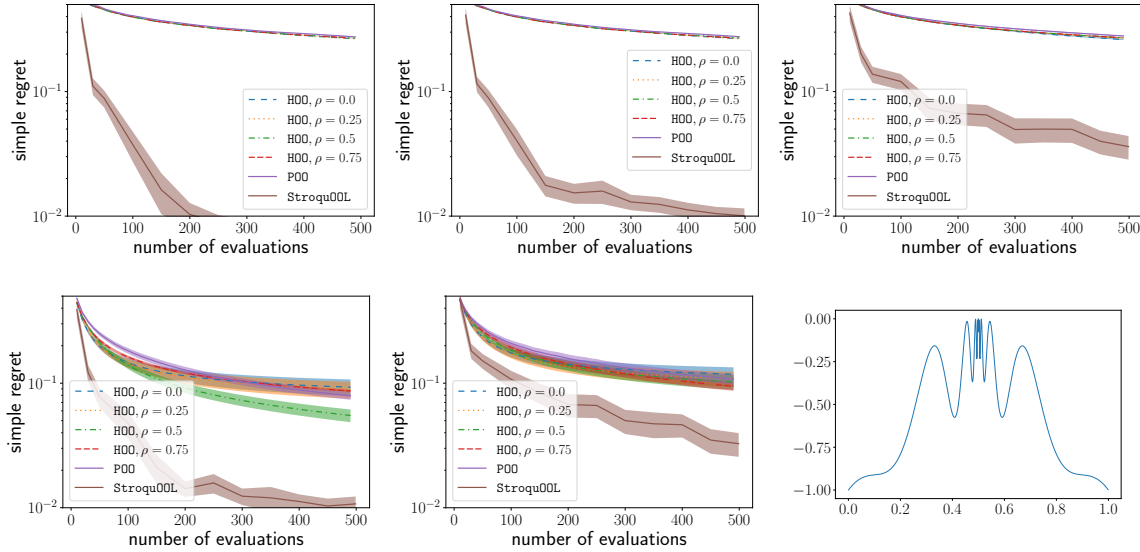 simple regret
10⁻¹
10⁻²
HOO, ρ = 0.0
HOO, ρ = 0.25
HOO, ρ = 0.5
HOO, ρ = 0.75
POO
StroquOOL
0 100 200 300 400 500
number of evaluations
simple regret
10⁻¹
10⁻²
HOO, ρ = 0.0
HOO, ρ = 0.25
HOO, ρ = 0.5
HOO, ρ = 0.75
POO
StroquOOL
0 100 200 300 400 500
number of evaluations
simple regret
10⁻¹
10⁻²
HOO, ρ = 0.0
HOO, ρ = 0.25
HOO, ρ = 0.5
HOO, ρ = 0.75
POO
StroquOOL
0 100 200 300 400 500
number of evaluations
simple regret
10⁻¹
10⁻²
HOO, ρ = 0.0
HOO, ρ = 0.25
HOO, ρ = 0.5
HOO, ρ = 0.75
POO
StroquOOL
0 100 200 300 400 500
number of evaluations
simple regret
10⁻¹
10⁻²
HOO, ρ = 0.0
HOO, ρ = 0.25
HOO, ρ = 0.5
HOO, ρ = 0.75
POO
StroquOOL
0 100 200 300 400 500
number of evaluations
0.00
−0.25
−0.50
−0.75
−1.00
0.0 0.2 0.4 0.6 0.8 1.0